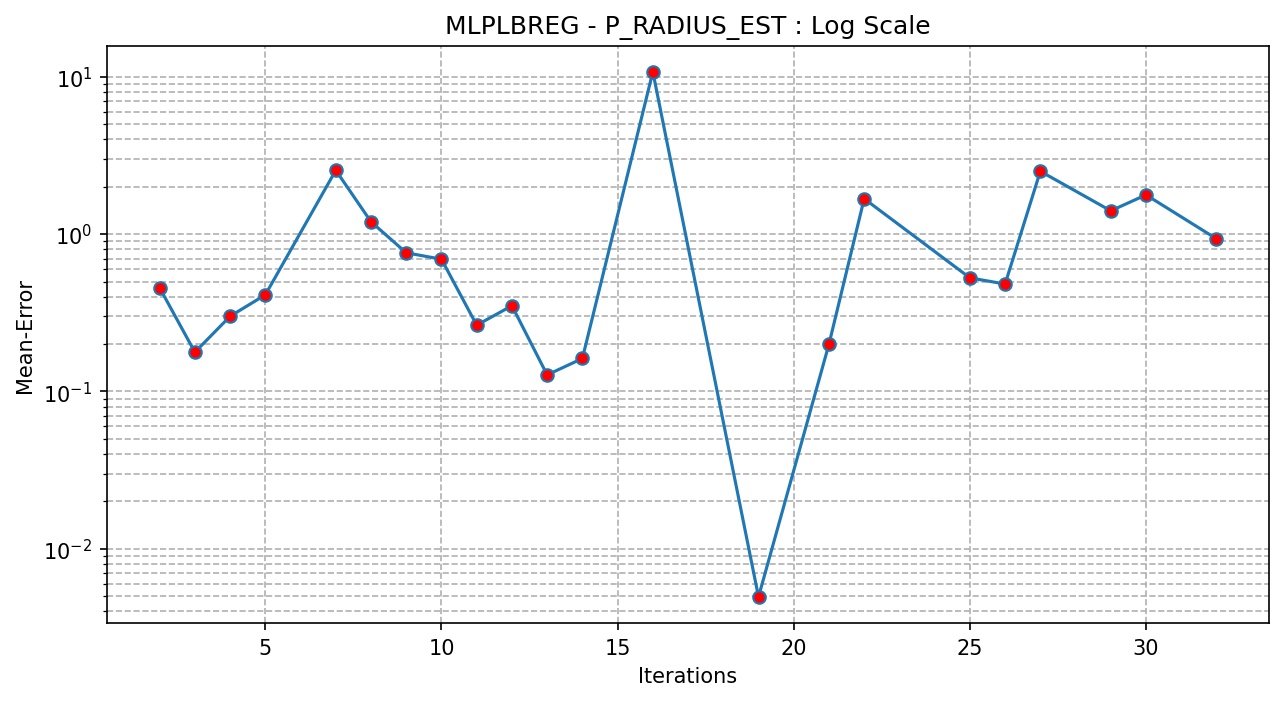 MLPLBREG - P_RADIUS_EST : Log Scale
Mean-Error
10¹
10⁰
10⁻¹
10⁻²
5 10 15 20 25 30
Iterations